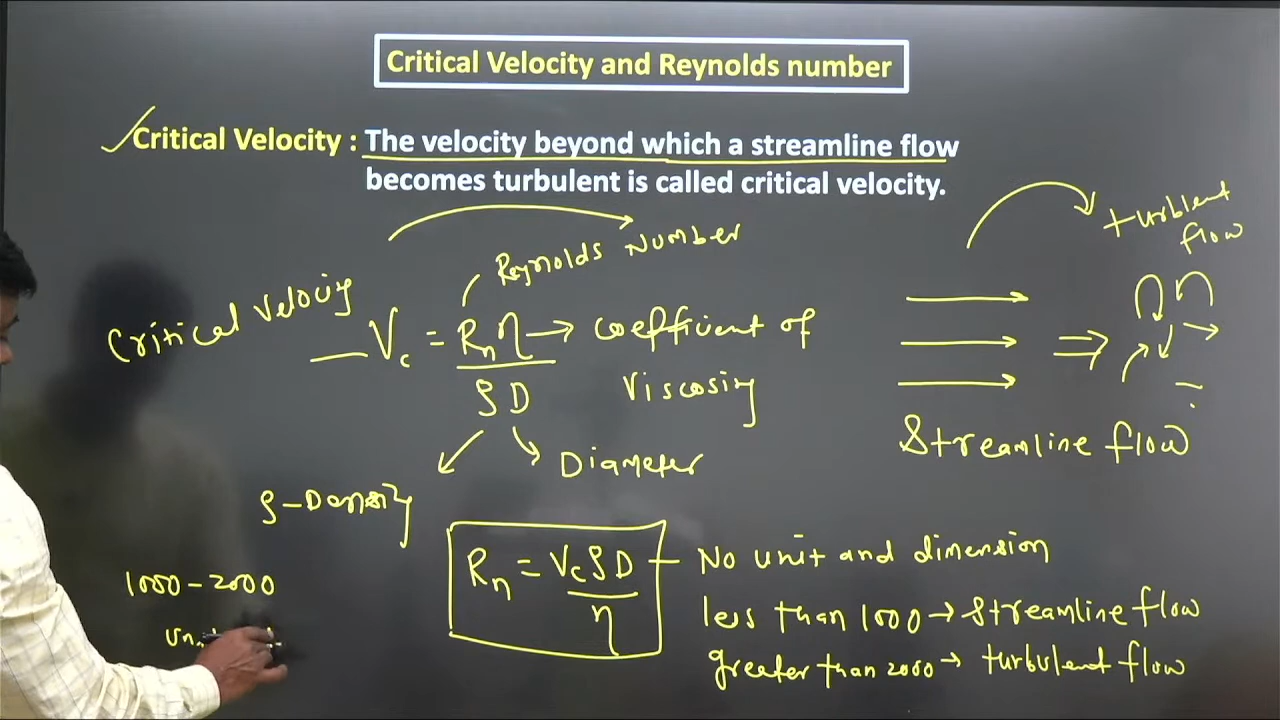 Critical Velocity and Reynolds number
Critical Velocity : The velocity beyond which a streamline flow
becomes turbulent is called critical velocity.
turblent
flow
Reynolds Number
Critical Velocity — Vc = Rnη / ρD → coefficient of
Viscosity
Streamline flow
Diameter
ρ-Density
Rn = VcρD / η
No unit and dimension
1000-2000
less than 1000 → Streamline flow
greater than 2000 → turbulent flow